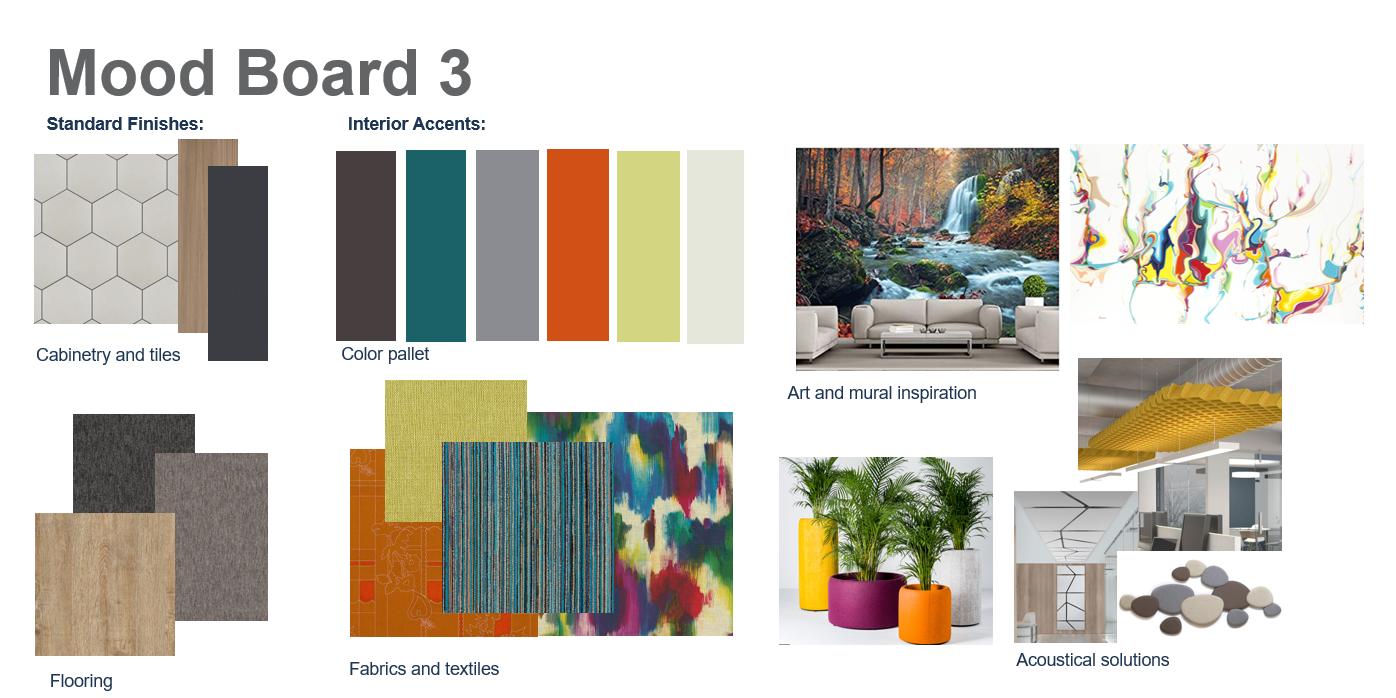 Mood Board 3
Standard Finishes:
Interior Accents:
Cabinetry and tiles
Color pallet
Art and mural inspiration
Flooring
Fabrics and textiles
Acoustical solutions